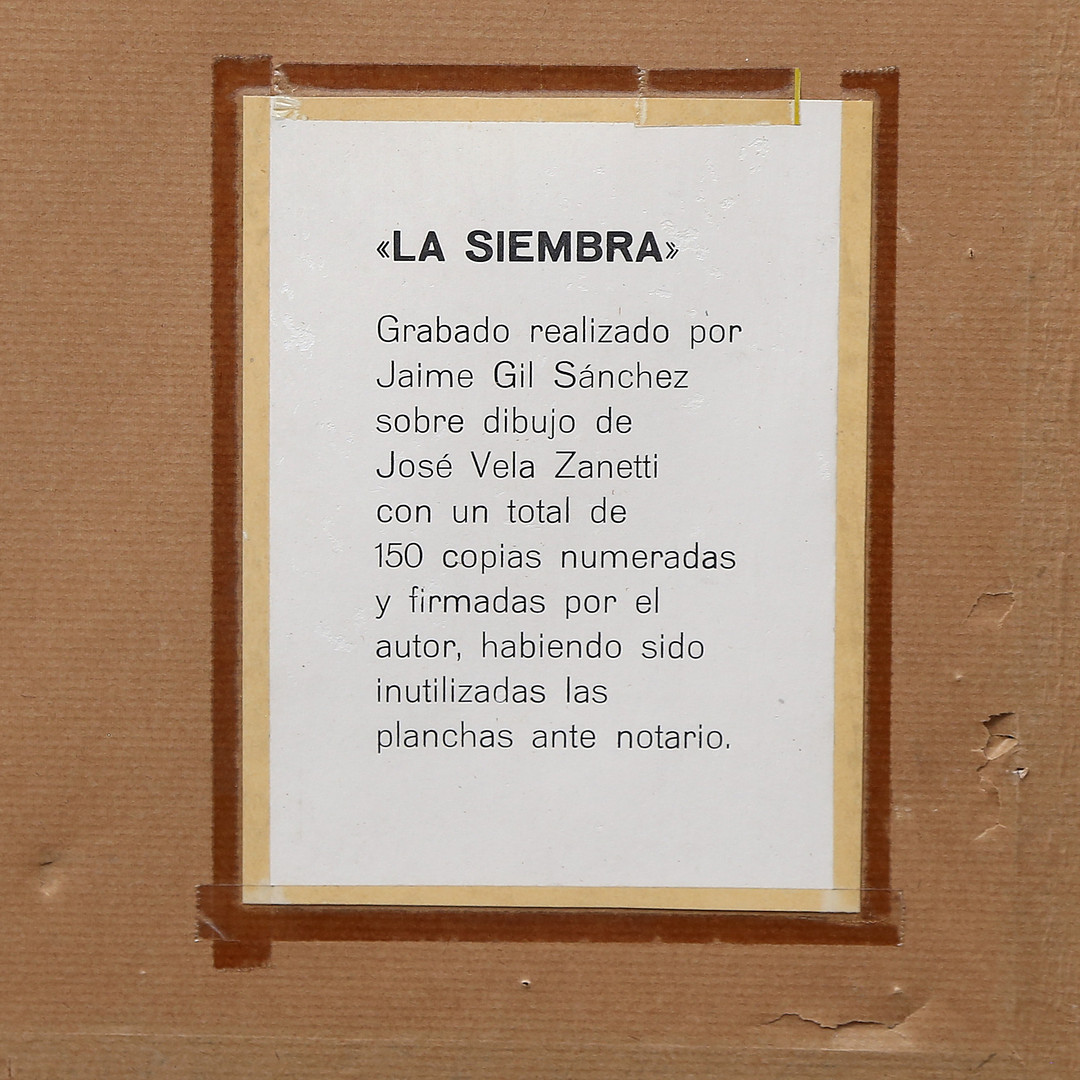 «LA SIEMBRA»
Grabado realizado por
Jaime Gil Sánchez
sobre dibujo de
José Vela Zanetti
con un total de
150 copias numeradas
y firmadas por el
autor, habiendo sido
inutilizadas las
planchas ante notario.